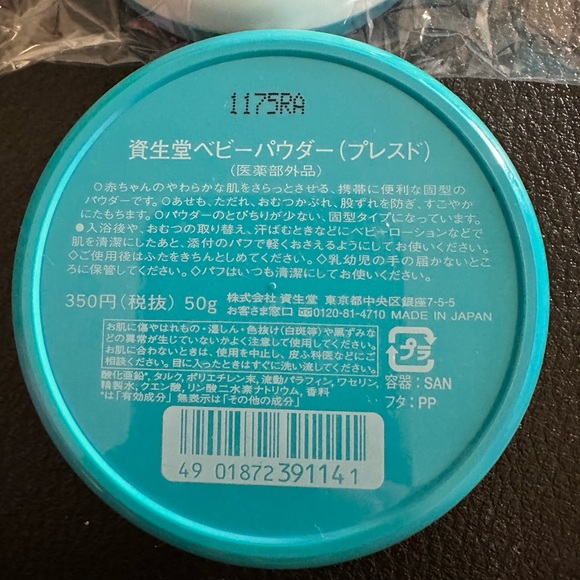 1175RA
資生堂ベビーパウダー(プレスド)
(医薬部外品)
○赤ちゃんのやわらかな肌をさらっとさせる、携帯に便利な固型の
パウダーです。○あせも、ただれ、おむつかぶれ、股ずれを防ぎ、すこやか
にたもちます。○パウダーのとびちりが少ない、固型タイプになっています。
●入浴後や、おむつの取り替え、汗ばむときなどにベビーローションなどで
肌を清潔にしたあと、添付のパフで軽くおさえるようにしてお使いください。
◇ご使用後はふたをきちんとしめてください。◇乳幼児の手の届かないとこ
ろに保管してください。◇パフはいつも清潔にしてお使いください。
350円(税抜) 50g 株式会社 資生堂 東京都中央区銀座7-5-5
お客さま窓口 0120-81-4710 MADE IN JAPAN
お肌に傷やはれもの・湿しん・色抜け(白斑等)や黒ずみな
どの異常が生じていないかよく注意して使用してください。
お肌に合わないときは、使用を中止し、皮ふ科医などにご
相談ください。目に入ったときはすぐに洗い流してください。
酸化亜鉛*,タルク,ポリエチレン末,流動パラフィン,ワセリン,
精製水,クエン酸,リン酸二水素ナトリウム,香料
*は「有効成分」無表示は「その他の成分」
プラ
容器:SAN
フタ:PP
49 01872 391141